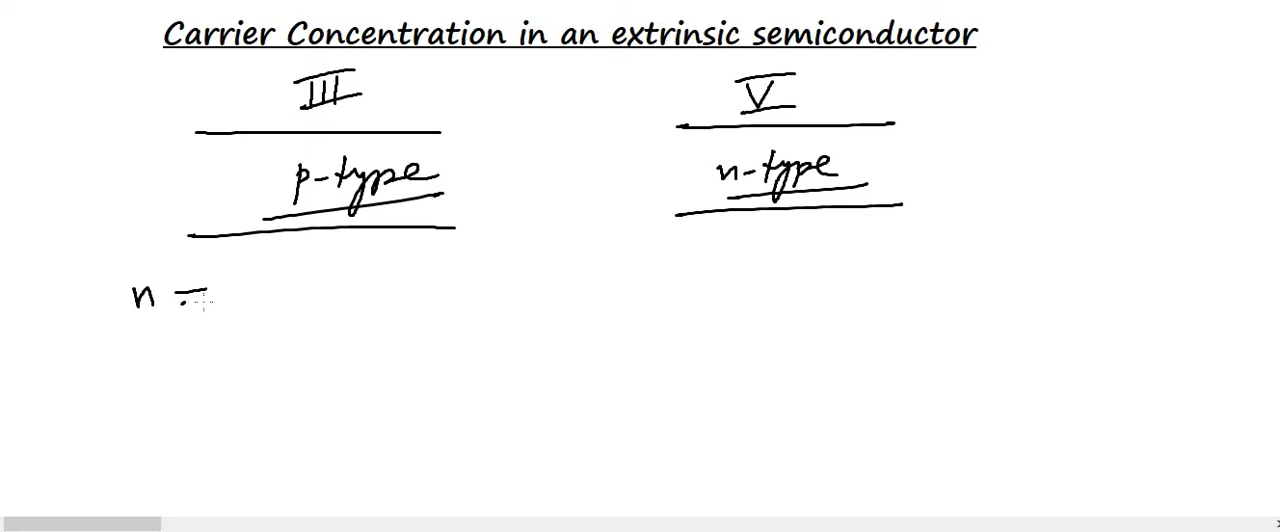 Carrier Concentration in an extrinsic semiconductor
III V
p-type n-type
n =